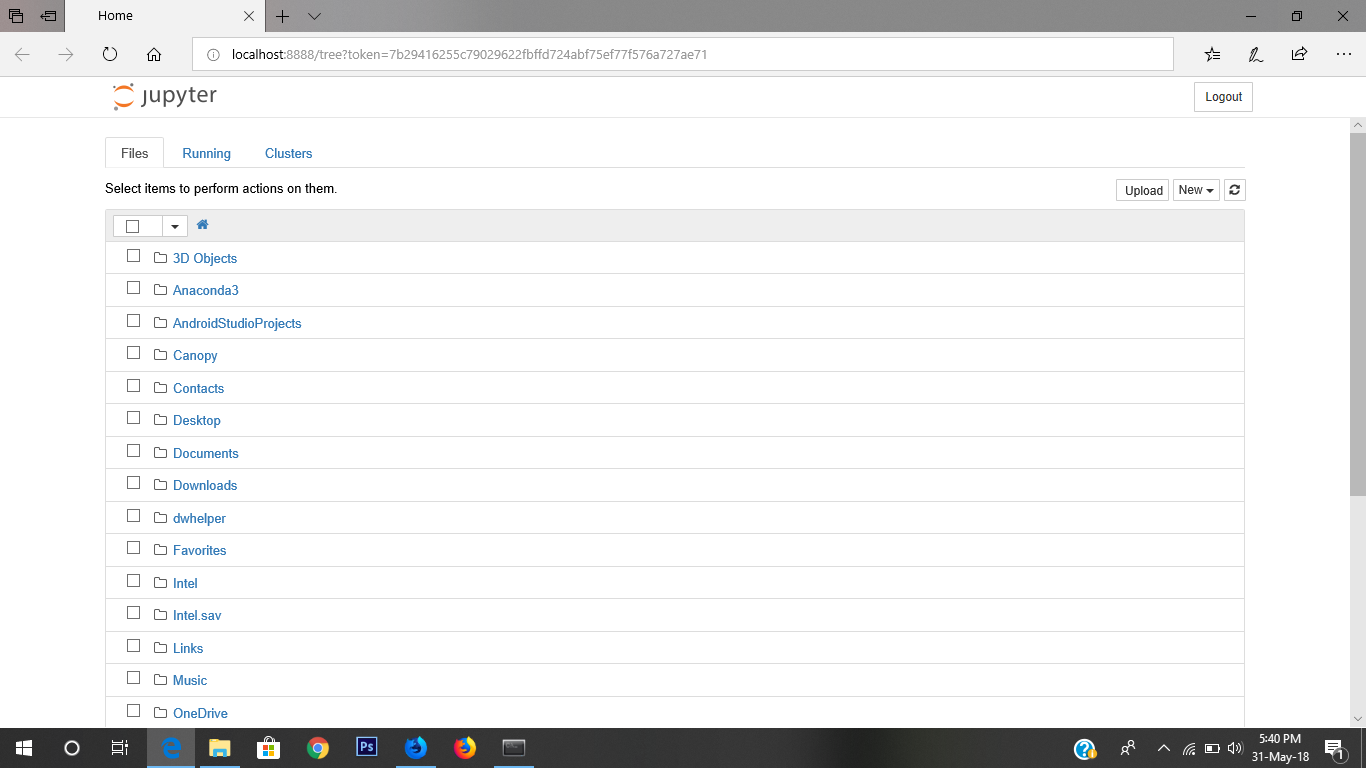 Home
localhost:8888/tree?token=7b29416255c79029622fbffd724abf75ef77f576a727ae71
jupyter
Logout
Files Running Clusters
Select items to perform actions on them.
Upload New
3D Objects
Anaconda3
AndroidStudioProjects
Canopy
Contacts
Desktop
Documents
Downloads
dwhelper
Favorites
Intel
Intel.sav
Links
Music
OneDrive
Ps
5:40 PM
31-May-18
1